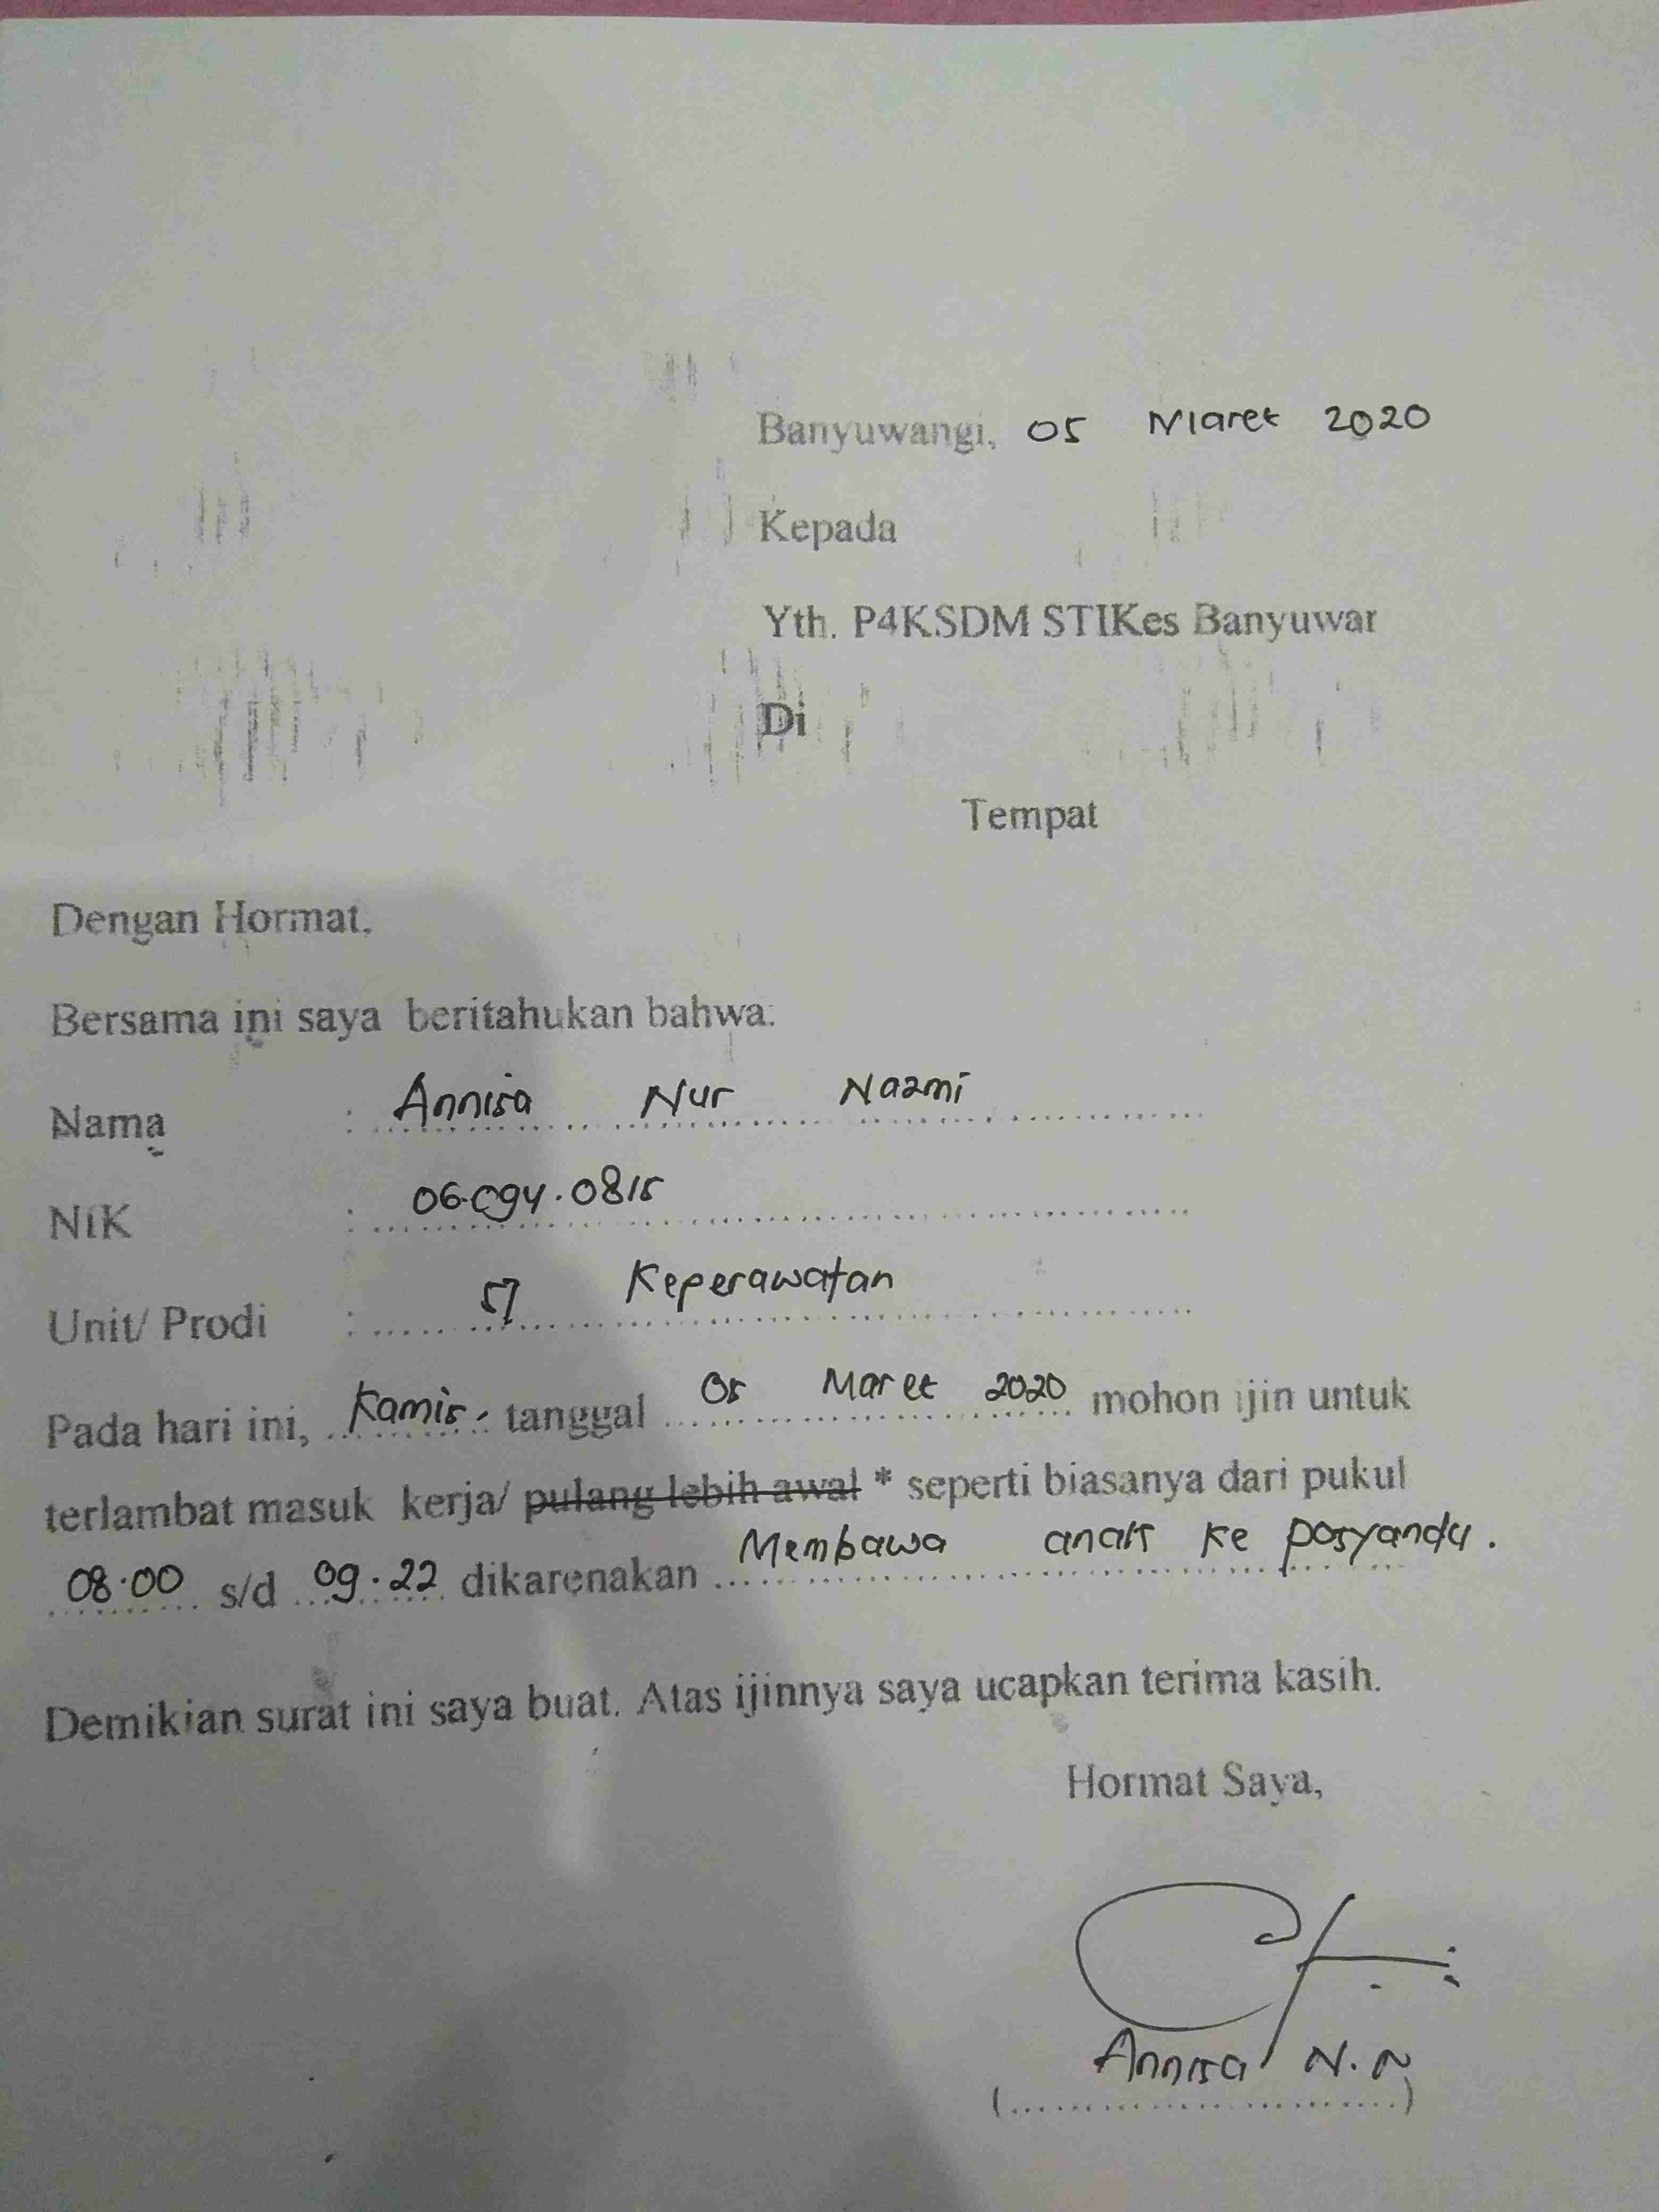 Banyuwangi, 05 Maret 2020
Kepada
Yth. P4KSDM STIKes Banyuwar
Di
Tempat
Dengan Hormat,
Bersama ini saya beritahukan bahwa:
Nama : Annisa Nur Nazmi
NIK : 06.094.0815
Unit/ Prodi : S1 Keperawatan
Pada hari ini, Kamis, tanggal 05 Maret 2020 mohon ijin untuk
terlambat masuk kerja/ pulang lebih awal * seperti biasanya dari pukul
08.00 s/d 09.22 dikarenakan Membawa anak ke posyandu.
Demikian surat ini saya buat. Atas ijinnya saya ucapkan terima kasih.
Hormat Saya,
Annisa N.N
(........................)